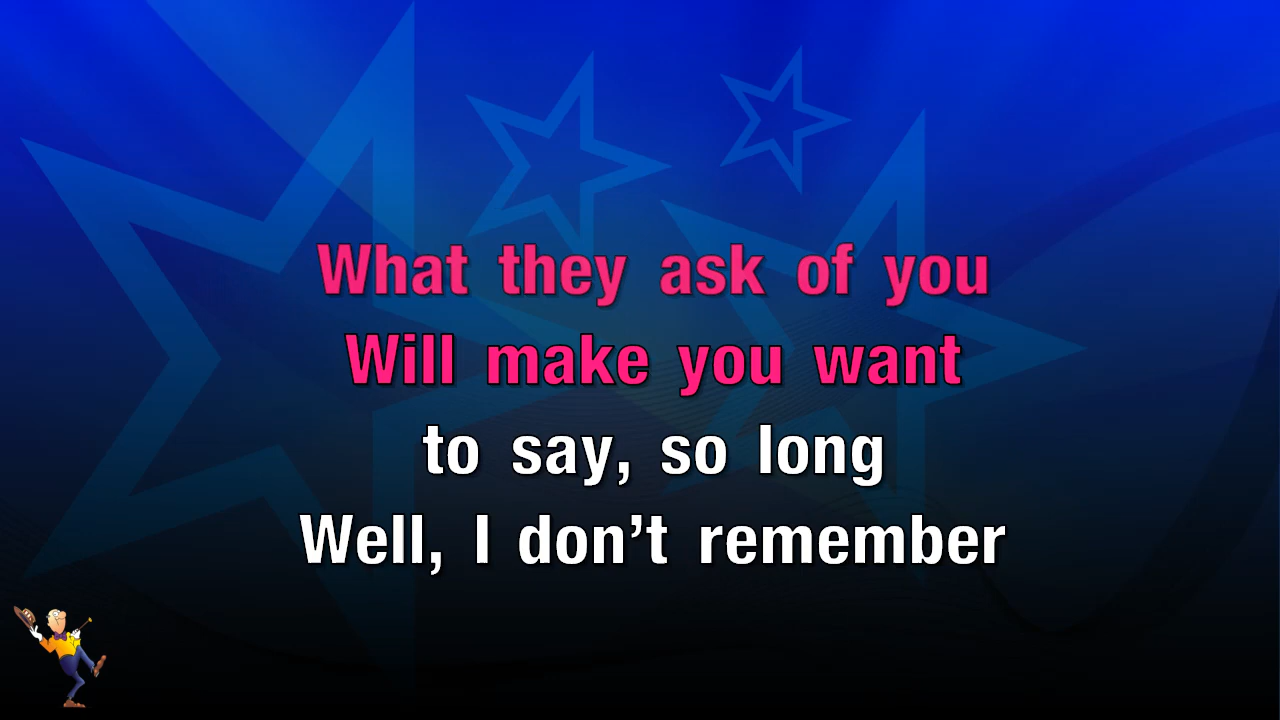 What they ask of you
Will make you want
to say, so long
Well, I don’t remember